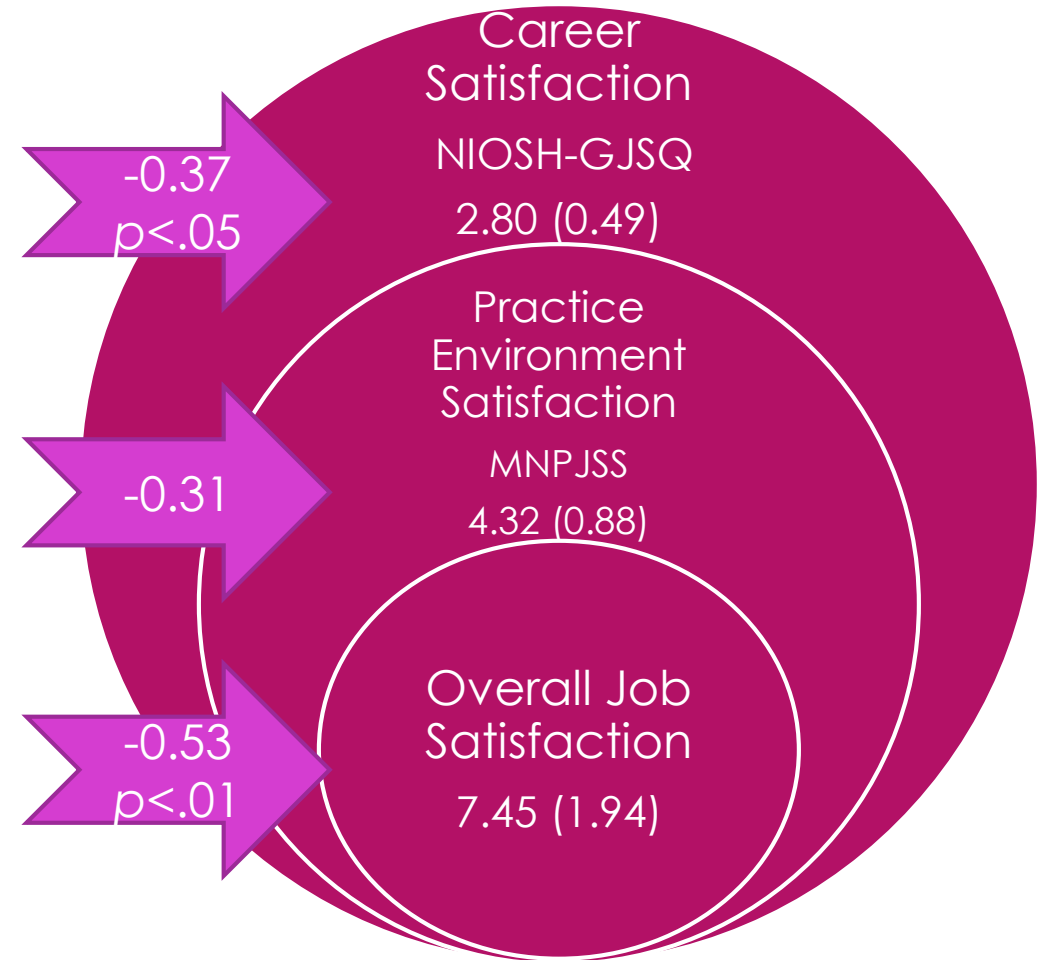 Career
Satisfaction
NIOSH-GJSQ
2.80 (0.49)
-0.37
p<.05
Practice
Environment
Satisfaction
MNPJSS
4.32 (0.88)
-0.31
Overall Job
Satisfaction
7.45 (1.94)
-0.53
p<.01